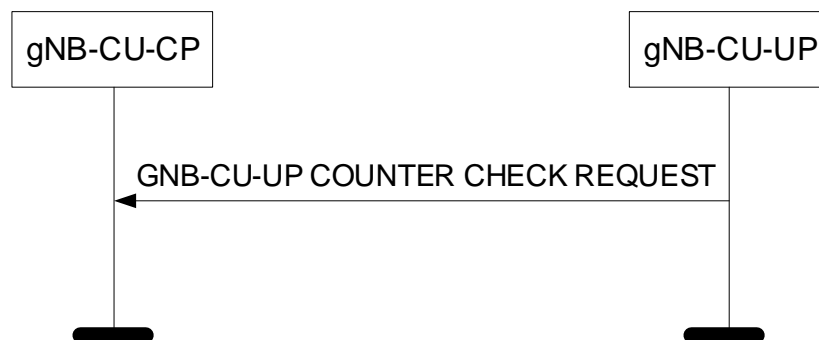 gNB-CU-CP
gNB-CU-UP
GNB-CU-UP COUNTER CHECK REQUEST